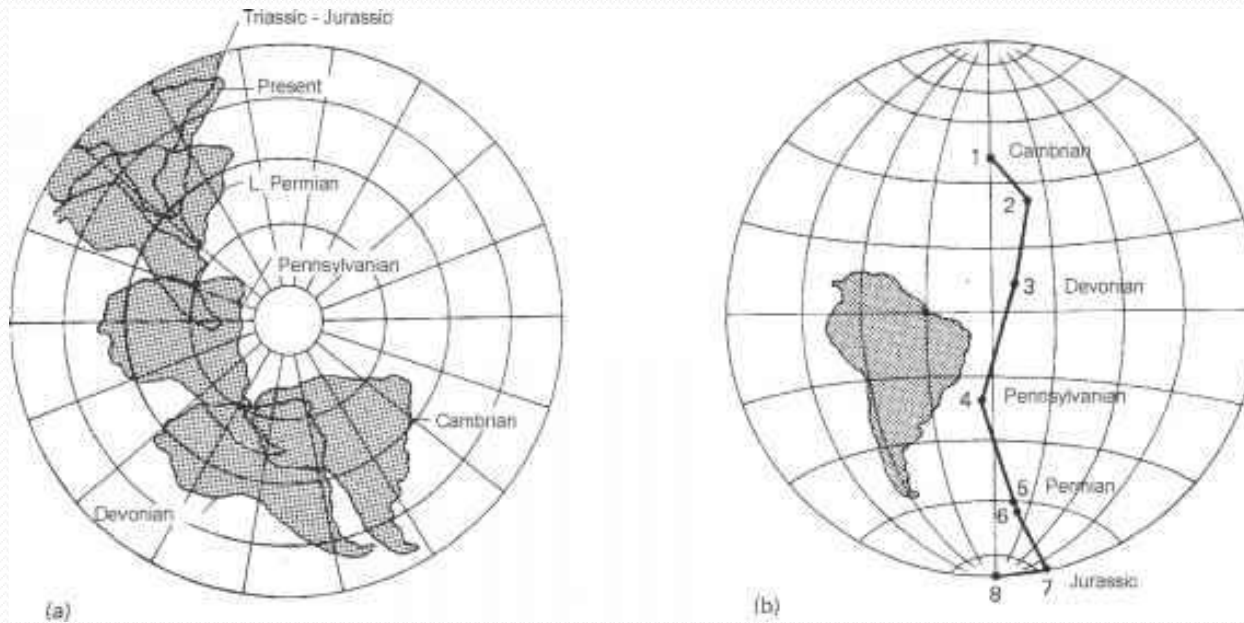 Triassic - Jurassic
Present
L. Permian
Pennsylvanian
Cambrian
Devonian
(a)
1 Cambrian
2
3 Devonian
4 Pennsylvanian
5 Permian
6
7 Jurassic
8
(b)